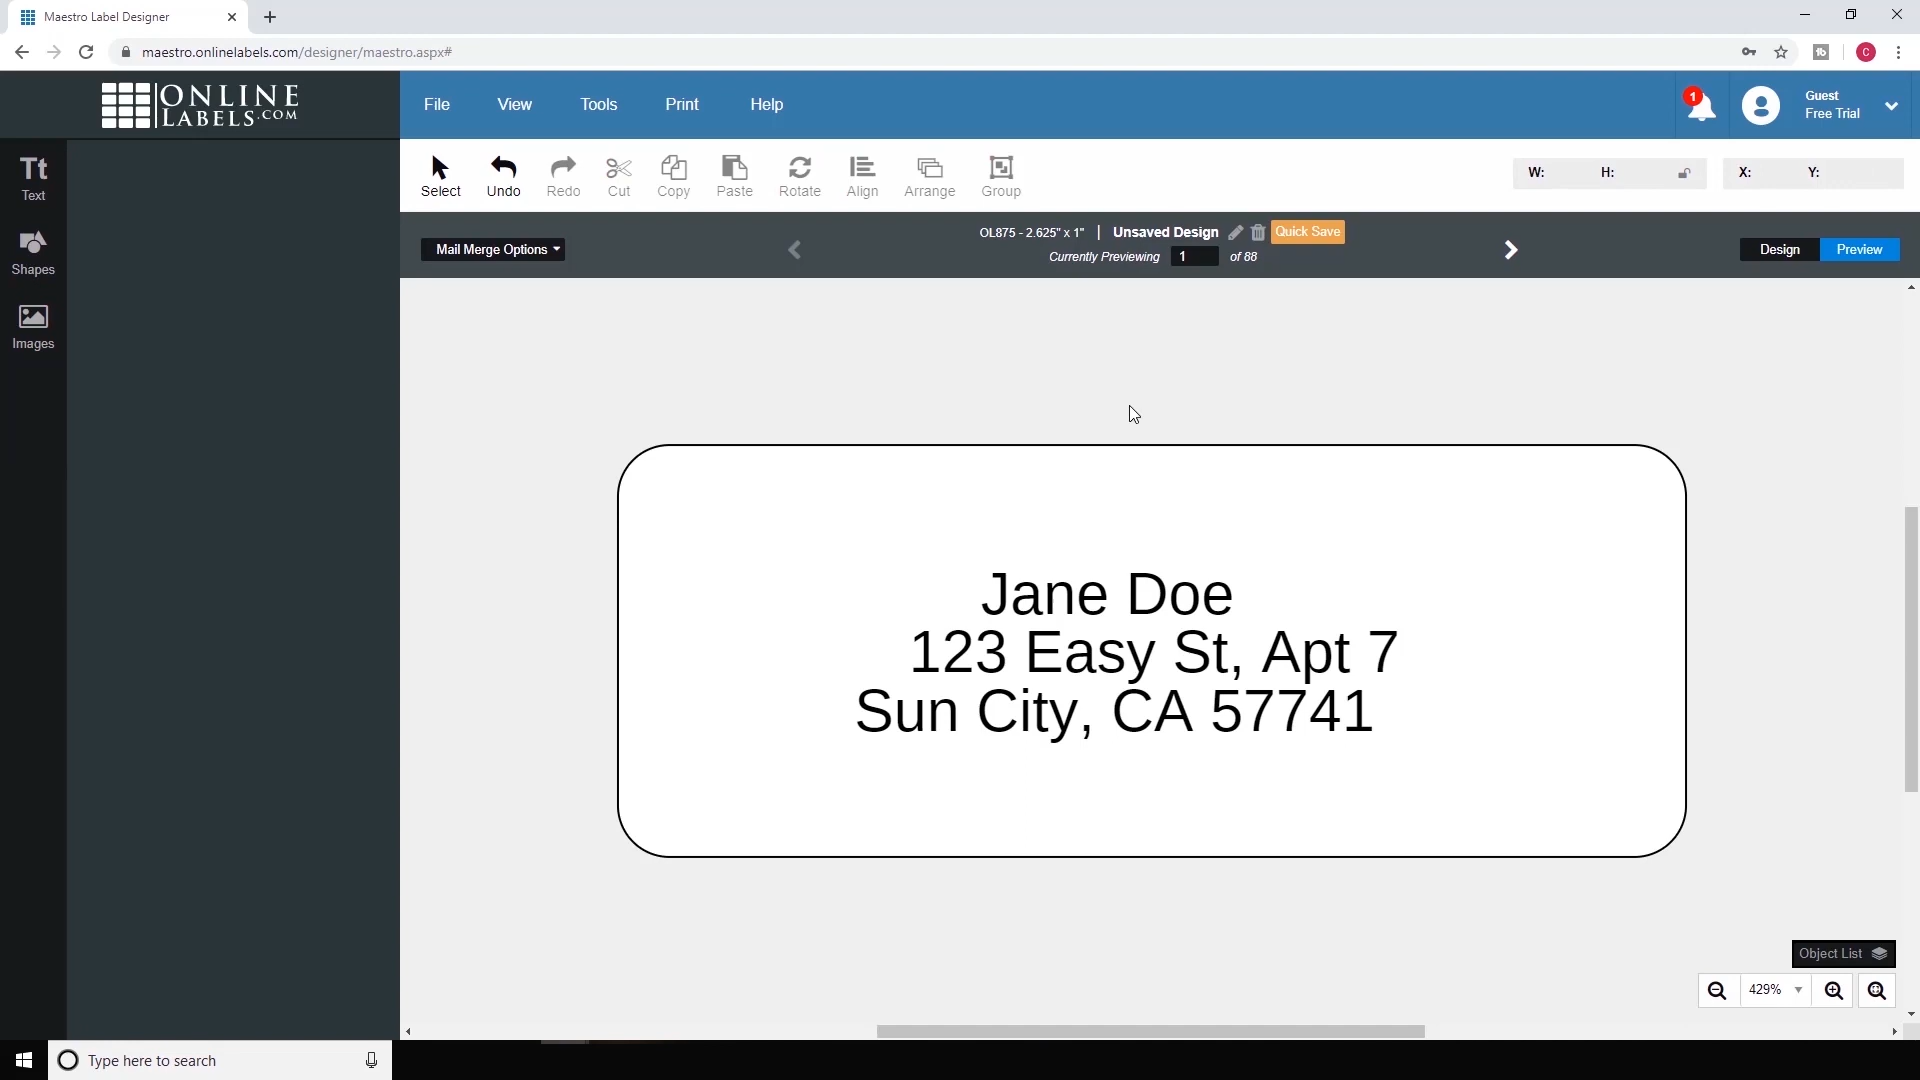 Maestro Label Designer
maestro.onlinelabels.com/designer/maestro.aspx#
C
ONLINE
LABELS.COM
File View Tools Print Help
1
Guest
Free Trial
Tt
Text
Shapes
Images
Select Undo Redo Cut Copy Paste Rotate Align Arrange Group
W: H: X: Y:
Mail Merge Options
OL875 - 2.625" x 1" | Unsaved Design Quick Save
Currently Previewing 1 of 88
Design Preview
Jane Doe
123 Easy St, Apt 7
Sun City, CA 57741
Object List
429%
Type here to search